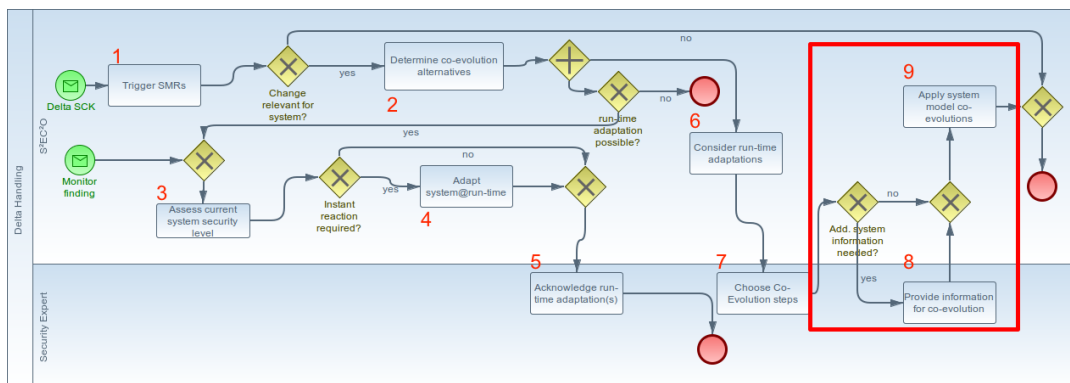 Delta Handling
S²EC²O
Security Expert
Delta SCK
1
Trigger SMRs
Change
relevant for
system?
no
yes
Determine co-evolution
alternatives
2
run-time
adaptation
possible?
no
yes
6
Consider run-time
adaptations
9
Apply system
model co-
evolutions
Monitor
finding
3
Assess current
system security
level
Instant
reaction
required?
no
yes
Adapt
system@run-time
4
5
Acknowledge run-
time adaptation(s)
7
Choose Co-
Evolution steps
Add. system
information
needed?
no
yes
8
Provide information
for co-evolution